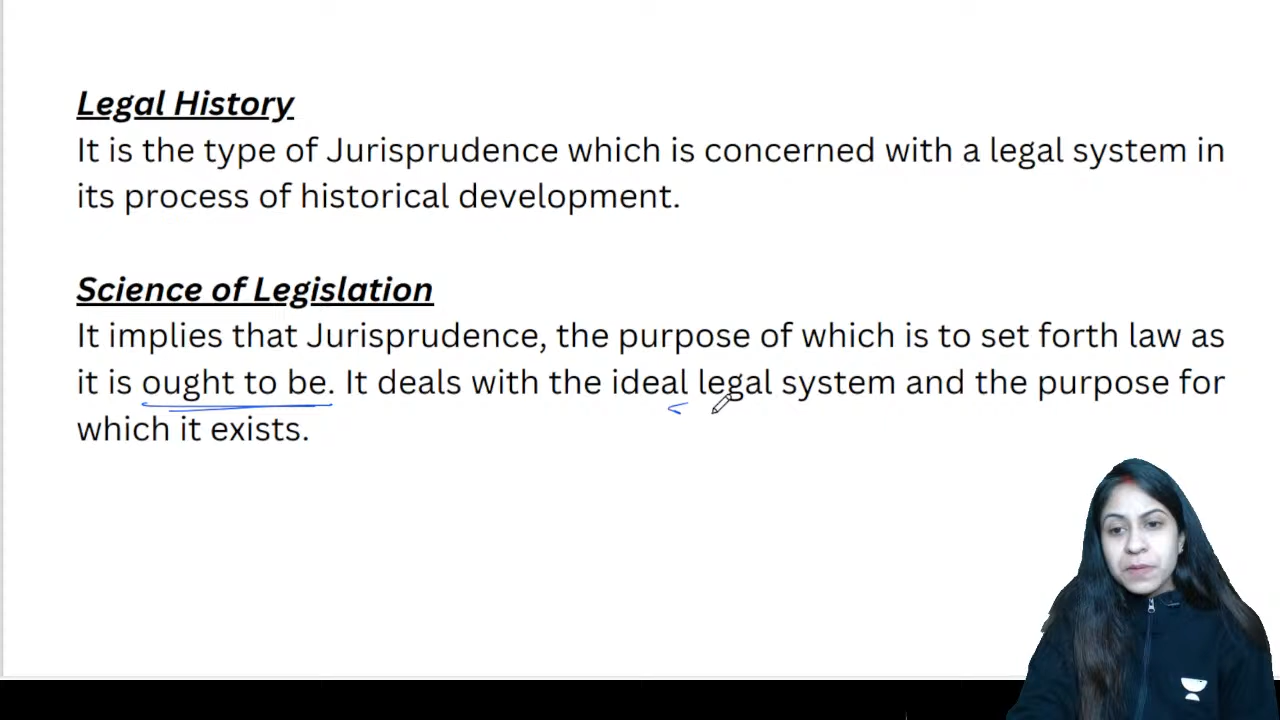 Legal History
It is the type of Jurisprudence which is concerned with a legal system in
its process of historical development.
Science of Legislation
It implies that Jurisprudence, the purpose of which is to set forth law as
it is ought to be. It deals with the ideal legal system and the purpose for
which it exists.